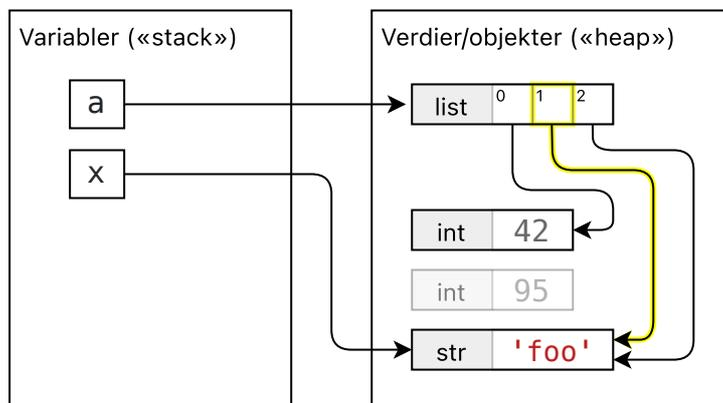 Variabler («stack»)
Verdier/objekter («heap»)
a
list
0
1
2
x
int
42
int
95
str
'foo'